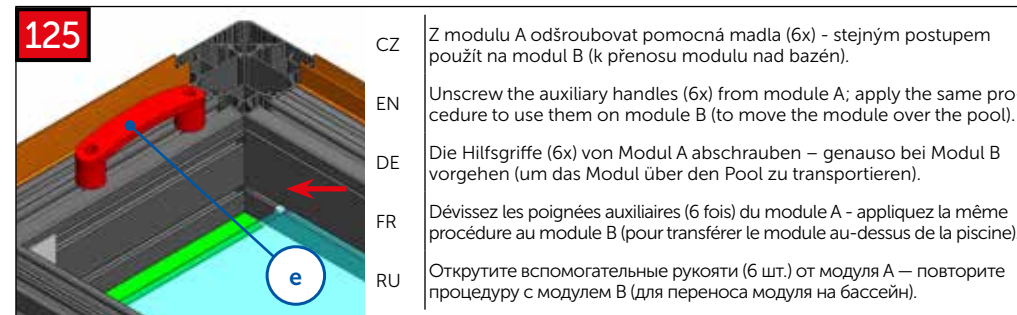 125
e
CZ
Z modulu A odšroubovat pomocná madla (6x) - stejným postupem
použít na modul B (k přenosu modulu nad bazén).
EN
Unscrew the auxiliary handles (6x) from module A; apply the same pro-
cedure to use them on module B (to move the module over the pool).
DE
Die Hilfsgriffe (6x) von Modul A abschrauben – genauso bei Modul B
vorgehen (um das Modul über den Pool zu transportieren).
FR
Dévissez les poignées auxiliaires (6 fois) du module A - appliquez la même
procédure au module B (pour transférer le module au-dessus de la piscine)
RU
Открутите вспомогательные рукояти (6 шт.) от модуля А — повторите
процедуру с модулем В (для переноса модуля на бассейн).